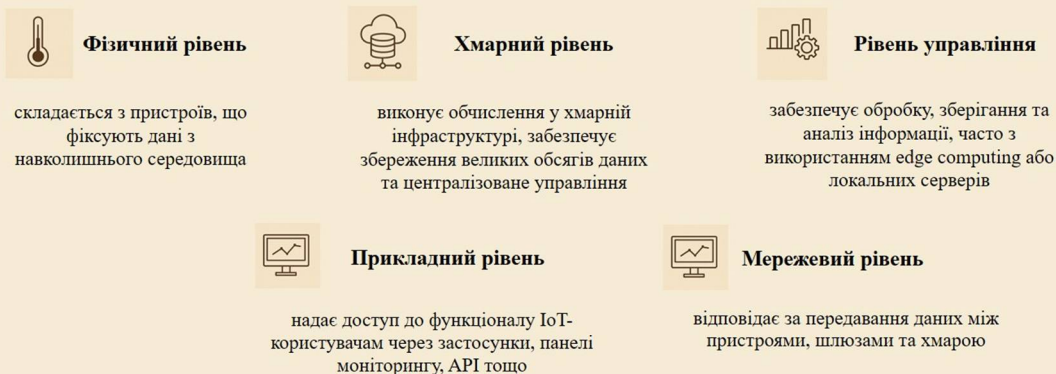 Фізичний рівень
складається з пристроїв, що
фіксують дані з
навколишнього середовища
Хмарний рівень
виконує обчислення у хмарній
інфраструктурі, забезпечує
збереження великих обсягів даних
та централізоване управління
Рівень управління
забезпечує обробку, зберігання та
аналіз інформації, часто з
використанням edge computing або
локальних серверів
Прикладний рівень
надає доступ до функціоналу IoT-
користувачам через застосунки, панелі
моніторингу, API тощо
Мережевий рівень
відповідає за передавання даних між
пристроями, шлюзами та хмарою